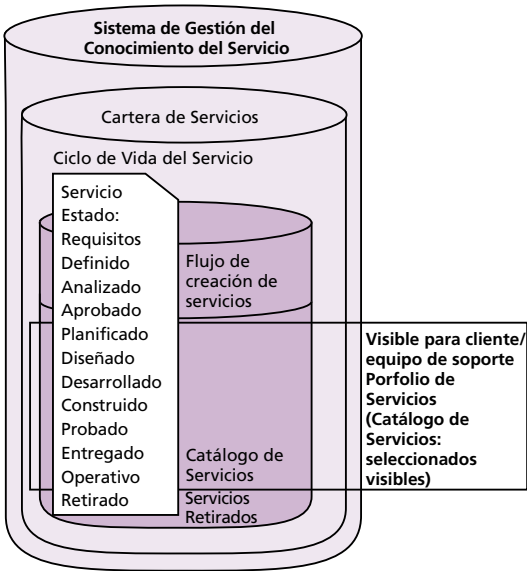 Sistema de Gestión del
Conocimiento del Servicio
Cartera de Servicios
Ciclo de Vida del Servicio
Servicio
Estado:
Requisitos
Definido
Analizado
Aprobado
Planificado
Diseñado
Desarrollado
Construido
Probado
Entregado
Operativo
Retirado
Flujo de
creación de
servicios
Catálogo de
Servicios
Servicios
Retirados
Visible para cliente/
equipo de soporte
Porfolio de
Servicios
(Catálogo de
Servicios:
seleccionados
visibles)